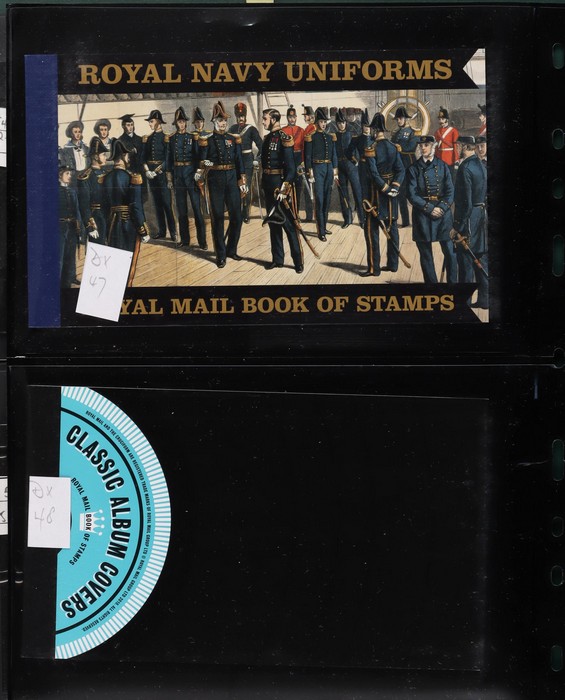 ROYAL NAVY UNIFORMS
DX
47
YAL MAIL BOOK OF STAMPS
CLASSIC ALBUM COVERS
ROYAL MAIL BOOK OF STAMPS
DX
48